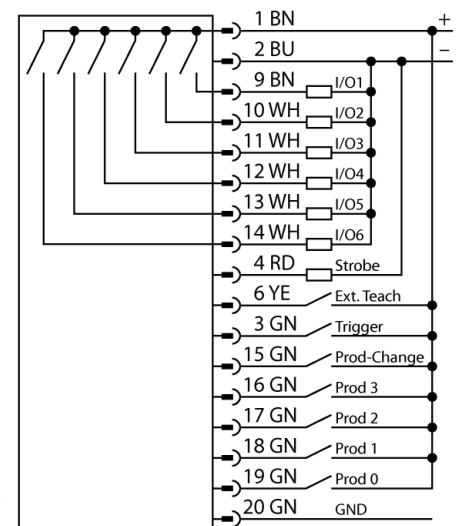 1 BN +
2 BU −
9 BN I/O1
10 WH I/O2
11 WH I/O3
12 WH I/O4
13 WH I/O5
14 WH I/O6
4 RD Strobe
6 YE Ext. Teach
3 GN Trigger
15 GN Prod-Change
16 GN Prod 3
17 GN Prod 2
18 GN Prod 1
19 GN Prod 0
20 GN GND